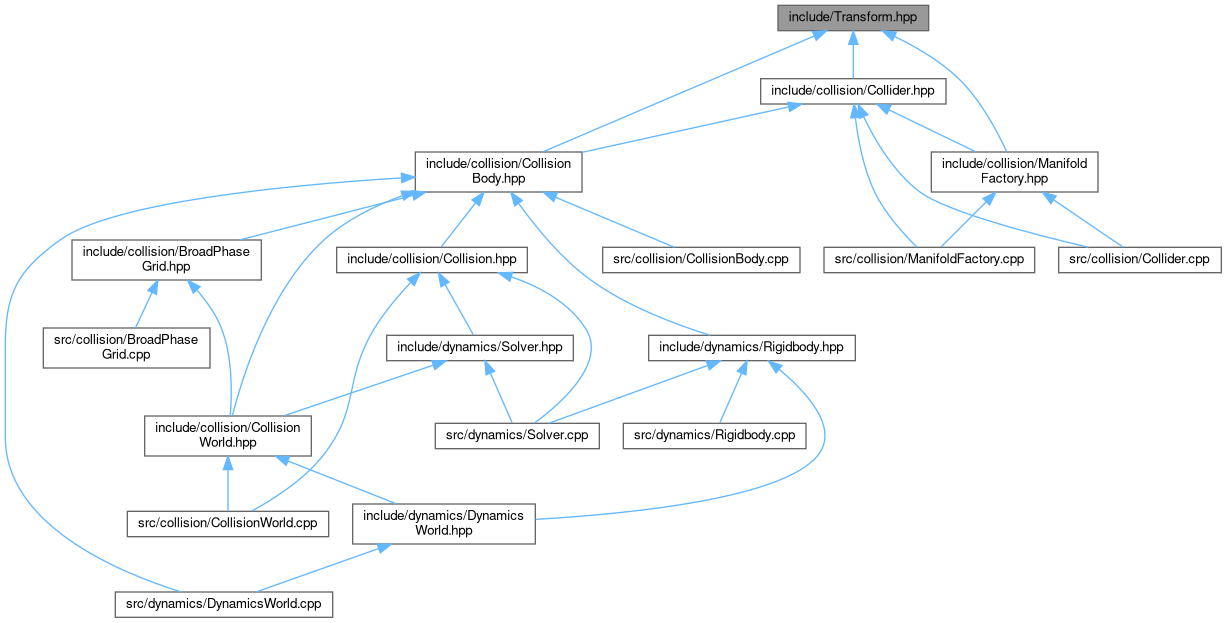 include/Transform.hpp
include/collision/Collider.hpp
include/collision/Collision
Body.hpp
include/collision/Manifold
Factory.hpp
include/collision/BroadPhase
Grid.hpp
include/collision/Collision.hpp
src/collision/CollisionBody.cpp
src/collision/ManifoldFactory.cpp
src/collision/Collider.cpp
src/collision/BroadPhase
Grid.cpp
include/dynamics/Solver.hpp
include/dynamics/Rigidbody.hpp
include/collision/Collision
World.hpp
src/dynamics/Solver.cpp
src/dynamics/Rigidbody.cpp
src/collision/CollisionWorld.cpp
include/dynamics/Dynamics
World.hpp
src/dynamics/DynamicsWorld.cpp